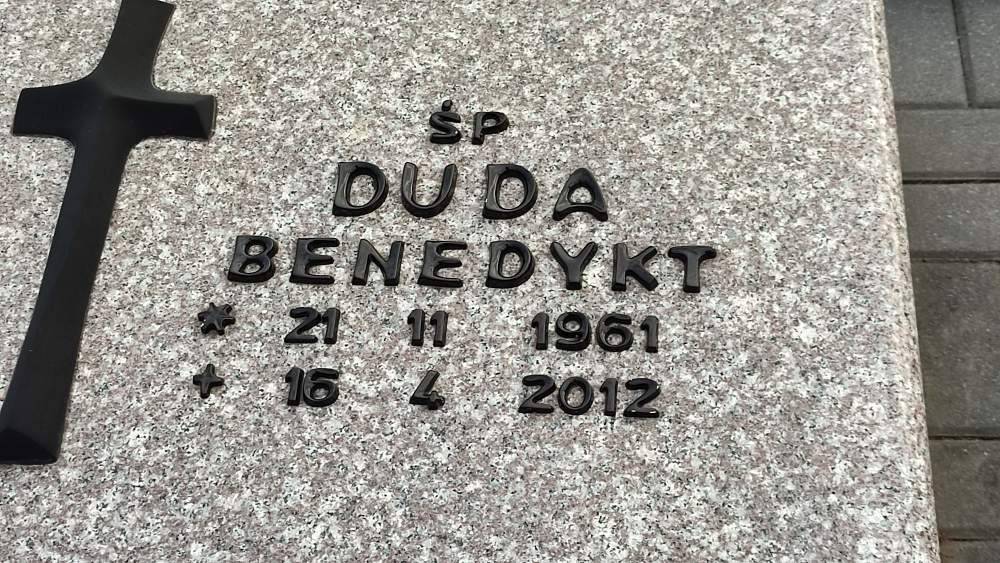 ŚP
DUDA
BENEDYKT
* 21 11 1961
+ 16 4 2012